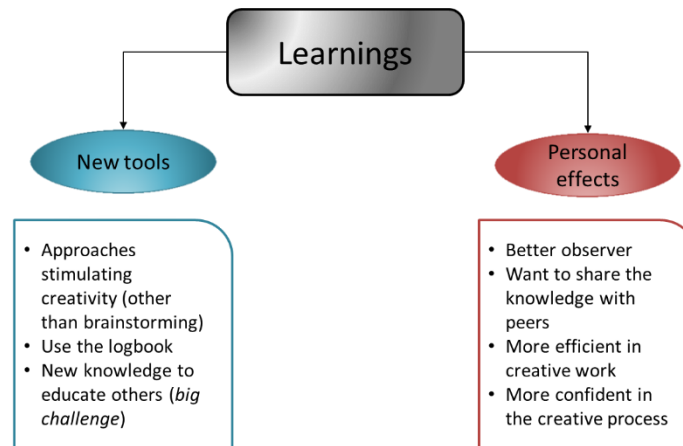 Learnings
New tools
Personal
effects
• Approaches
stimulating
creativity (other
than brainstorming)
• Use the logbook
• New knowledge to
educate others (big
challenge)
• Better observer
• Want to share the
knowledge with
peers
• More efficient in
creative work
• More confident in
the creative process